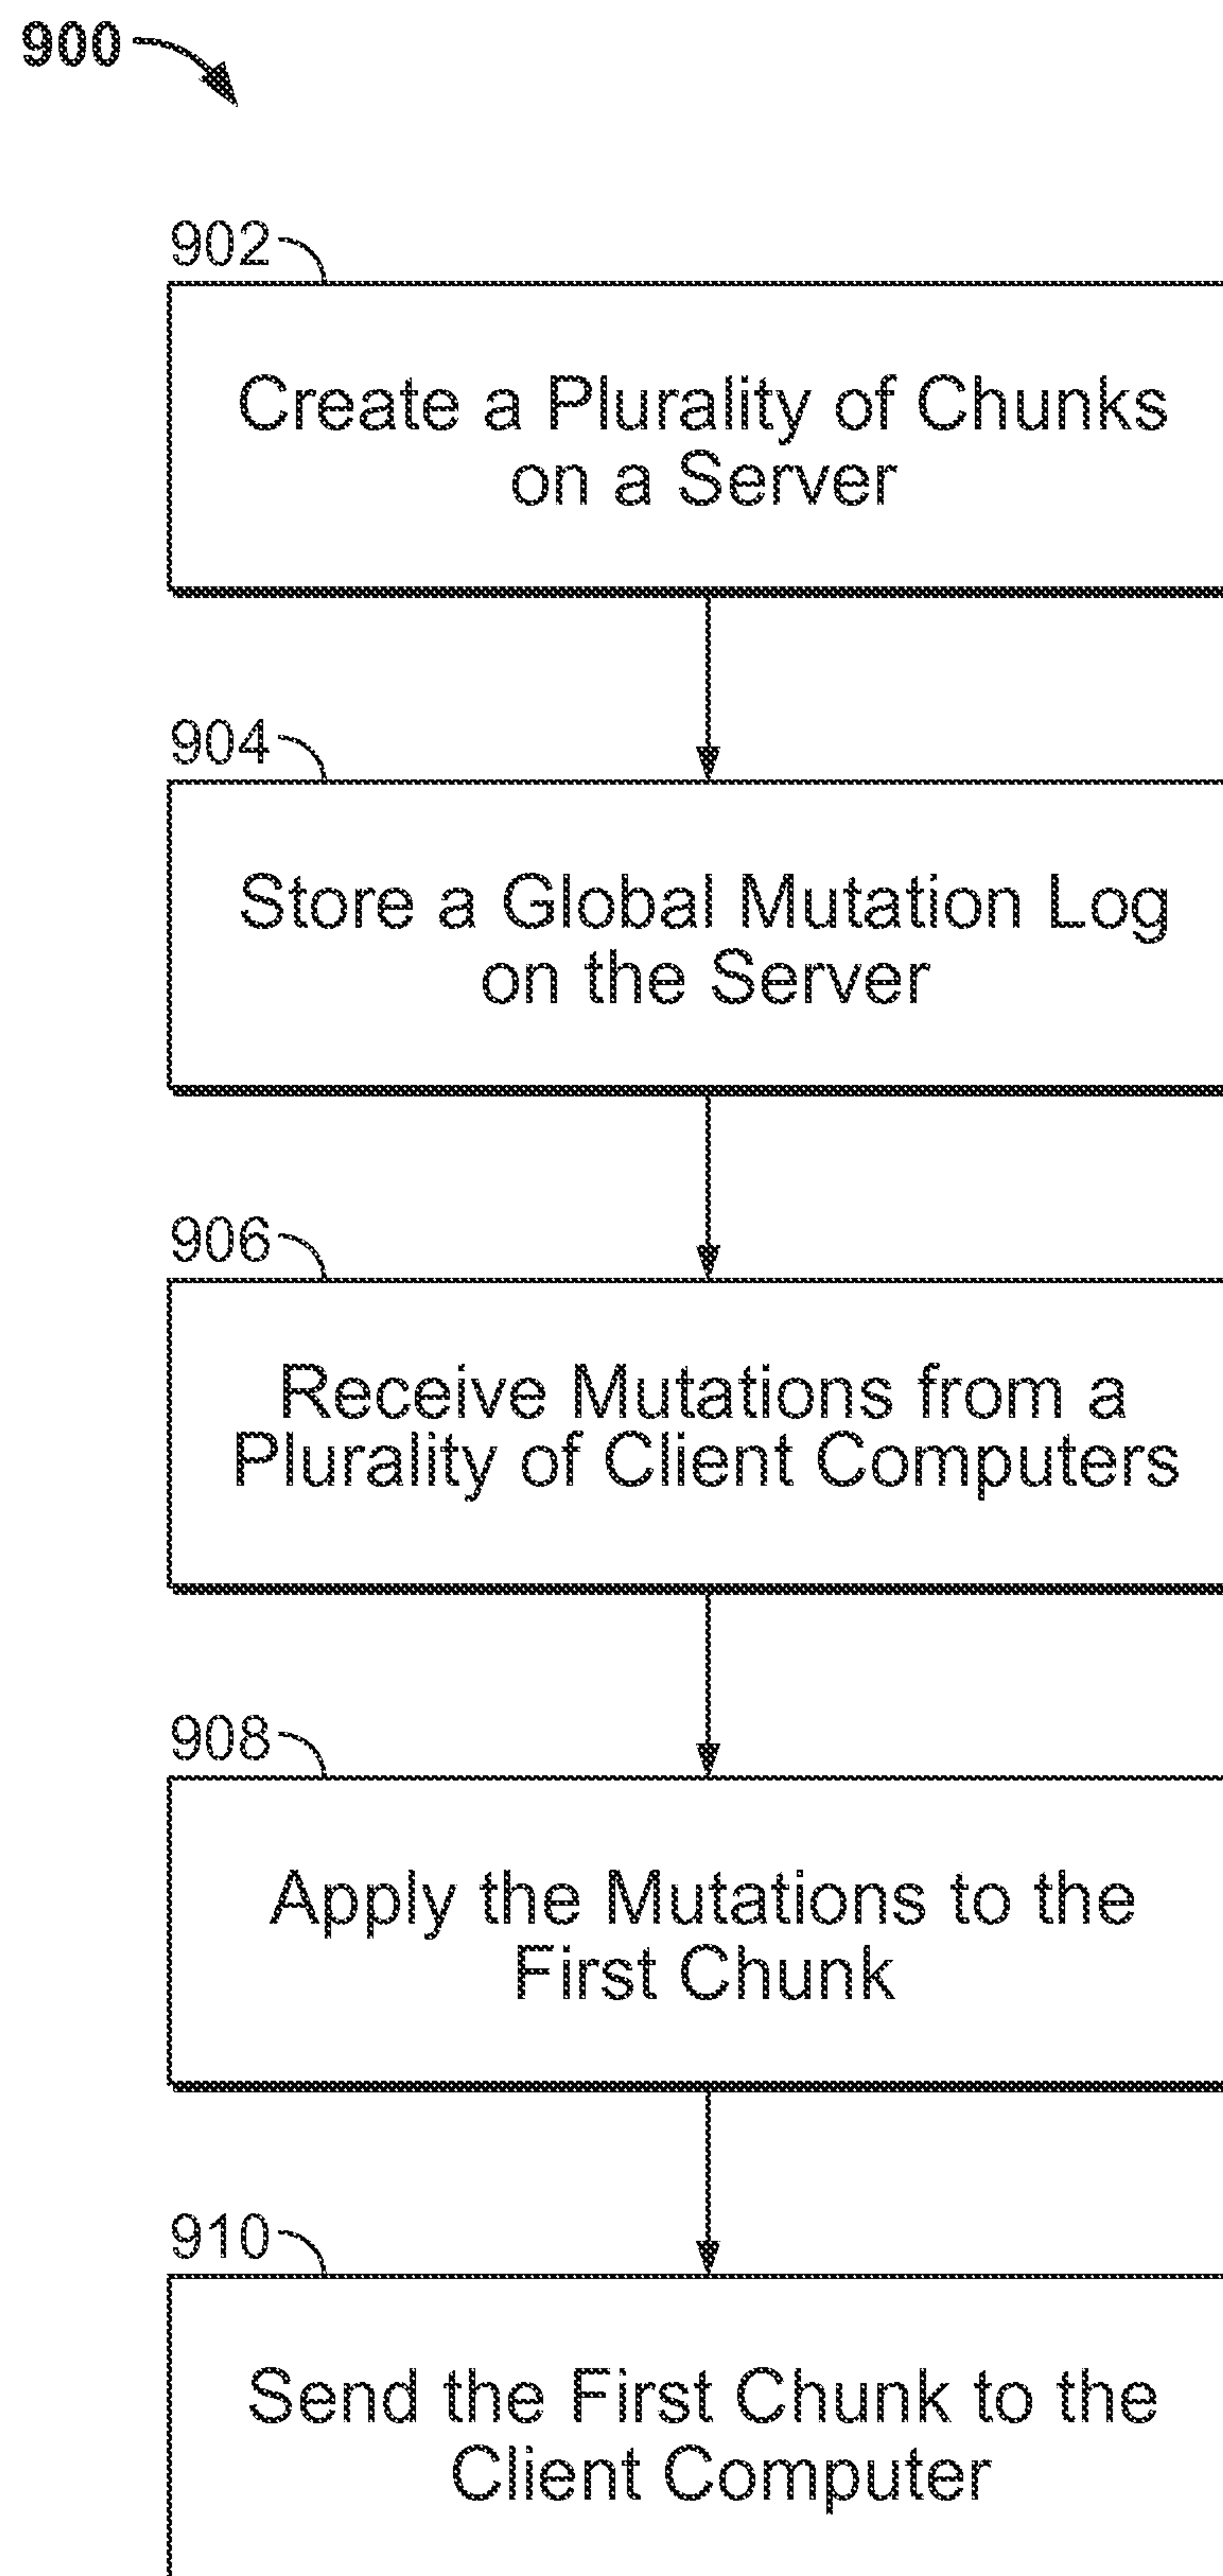 900
902
Create a Plurality of Chunks
on a Server
904
Store a Global Mutation Log
on the Server
906
Receive Mutations from a
Plurality of Client Computers
908
Apply the Mutations to the
First Chunk
910
Send the First Chunk to the
Client Computer